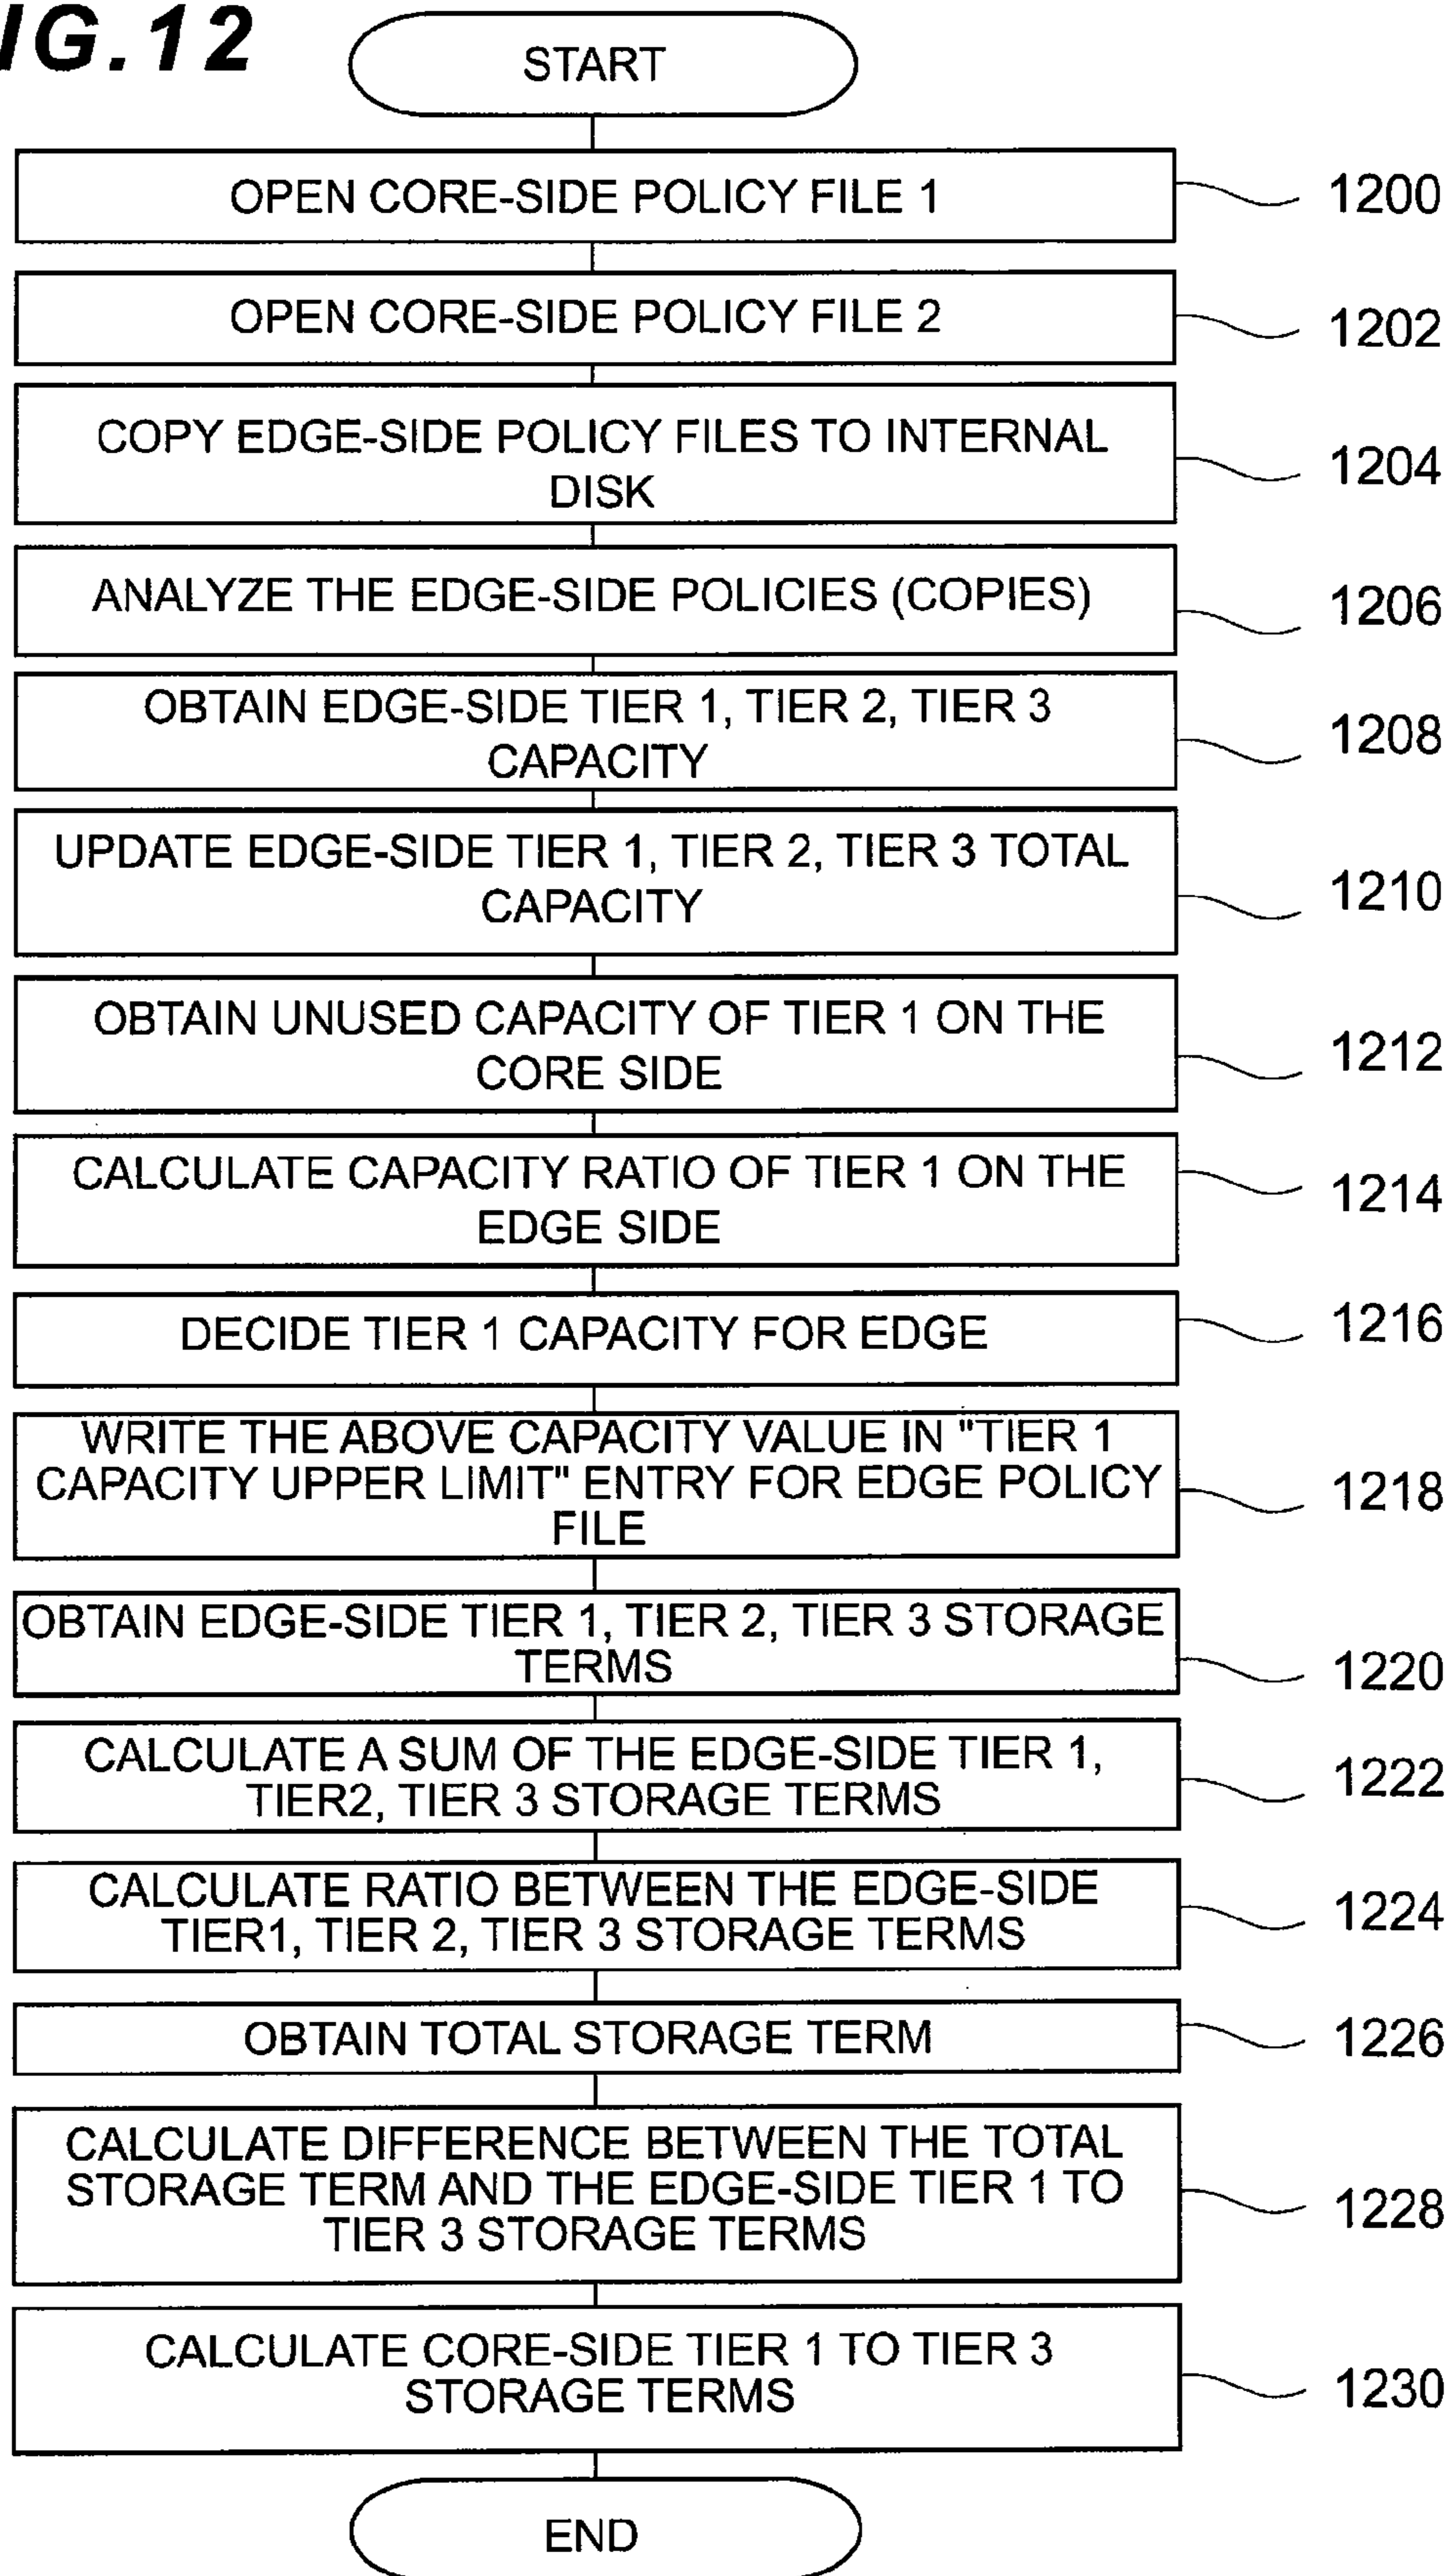 IG.12
START
OPEN CORE-SIDE POLICY FILE 1
1200
OPEN CORE-SIDE POLICY FILE 2
1202
COPY EDGE-SIDE POLICY FILES TO INTERNAL
DISK
1204
ANALYZE THE EDGE-SIDE POLICIES (COPIES)
1206
OBTAIN EDGE-SIDE TIER 1, TIER 2, TIER 3
CAPACITY
1208
UPDATE EDGE-SIDE TIER 1, TIER 2, TIER 3 TOTAL
CAPACITY
1210
OBTAIN UNUSED CAPACITY OF TIER 1 ON THE
CORE SIDE
1212
CALCULATE CAPACITY RATIO OF TIER 1 ON THE
EDGE SIDE
1214
DECIDE TIER 1 CAPACITY FOR EDGE
1216
WRITE THE ABOVE CAPACITY VALUE IN "TIER 1
CAPACITY UPPER LIMIT" ENTRY FOR EDGE POLICY
FILE
1218
OBTAIN EDGE-SIDE TIER 1, TIER 2, TIER 3 STORAGE
TERMS
1220
CALCULATE A SUM OF THE EDGE-SIDE TIER 1,
TIER2, TIER 3 STORAGE TERMS
1222
CALCULATE RATIO BETWEEN THE EDGE-SIDE
TIER1, TIER 2, TIER 3 STORAGE TERMS
1224
OBTAIN TOTAL STORAGE TERM
1226
CALCULATE DIFFERENCE BETWEEN THE TOTAL
STORAGE TERM AND THE EDGE-SIDE TIER 1 TO
TIER 3 STORAGE TERMS
1228
CALCULATE CORE-SIDE TIER 1 TO TIER 3
STORAGE TERMS
1230
END